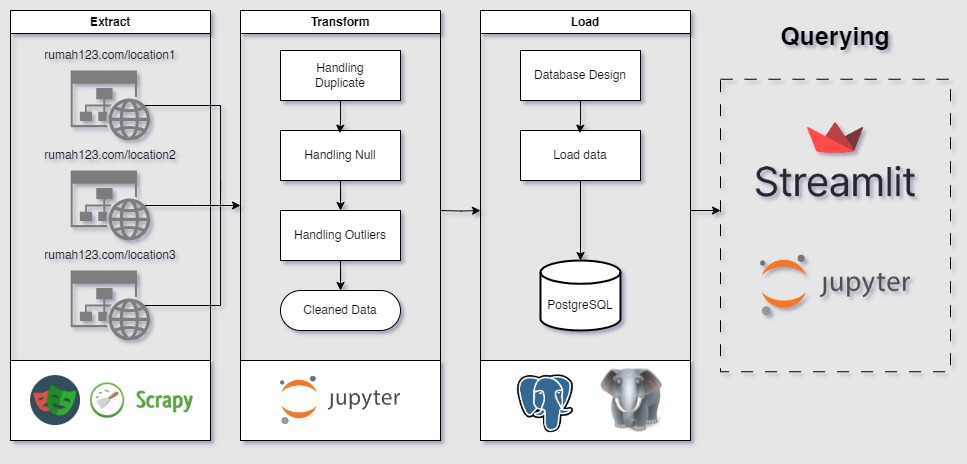 Extract
rumah123.com/location1
rumah123.com/location2
rumah123.com/location3
Scrapy
Transform
Handling
Duplicate
Handling Null
Handling Outliers
Cleaned Data
jupyter
Load
Database Design
Load data
PostgreSQL
Querying
Streamlit
jupyter